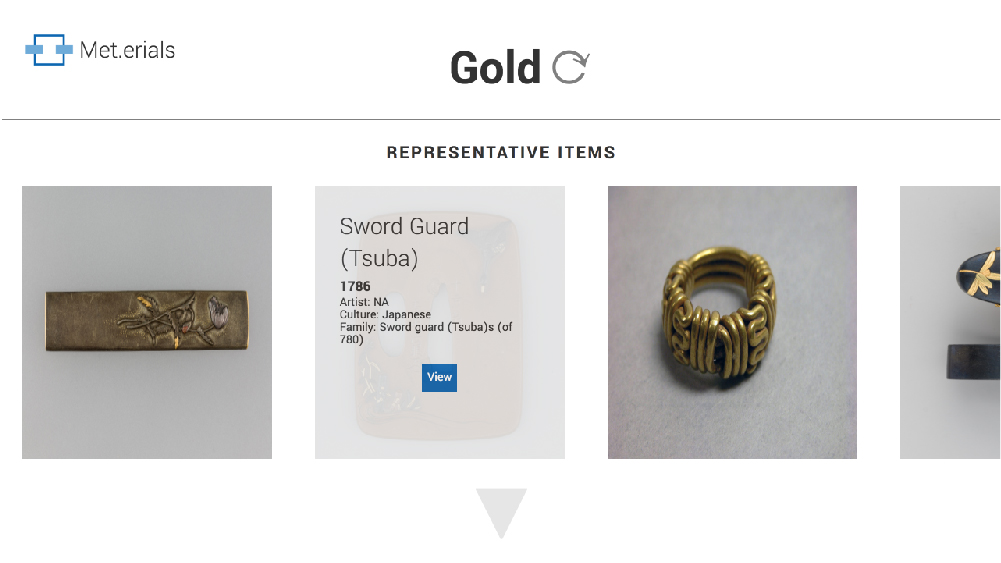 Met.erials
Gold
REPRESENTATIVE ITEMS
Sword Guard
(Tsuba)
1786
Artist: NA
Culture: Japanese
Family: Sword guard (Tsuba)s (of
780)
View